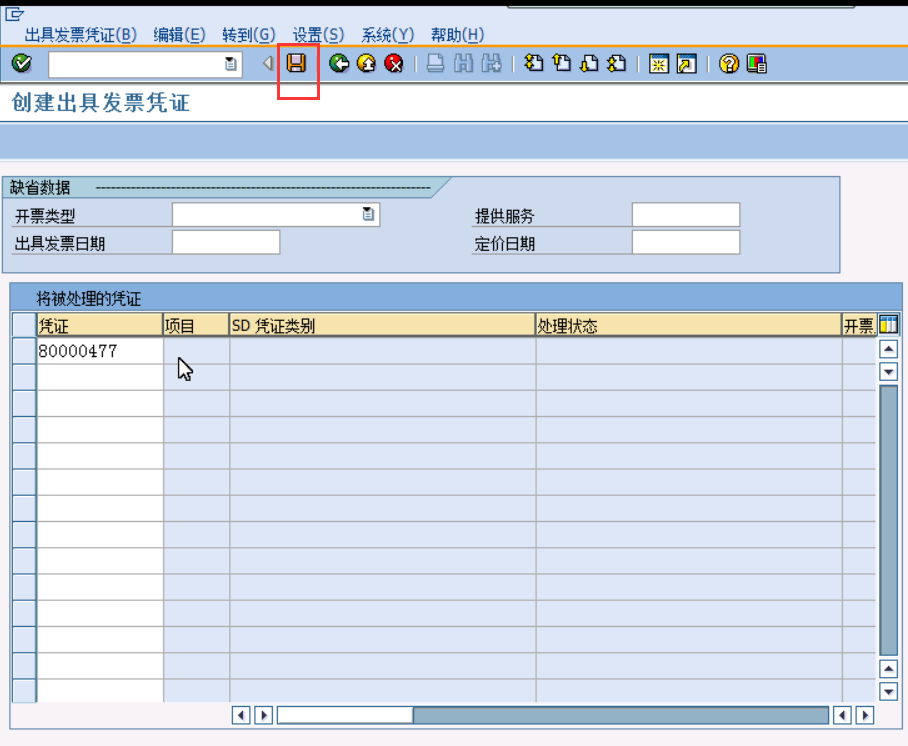 出具发票凭证(B) 编辑(E) 转到(G) 设置(S) 系统(Y) 帮助(H)
创建出具发票凭证
缺省数据
开票类型 提供服务
出具发票日期 定价日期
将被处理的凭证
凭证 项目 SD 凭证类别 处理状态 开票
80000477